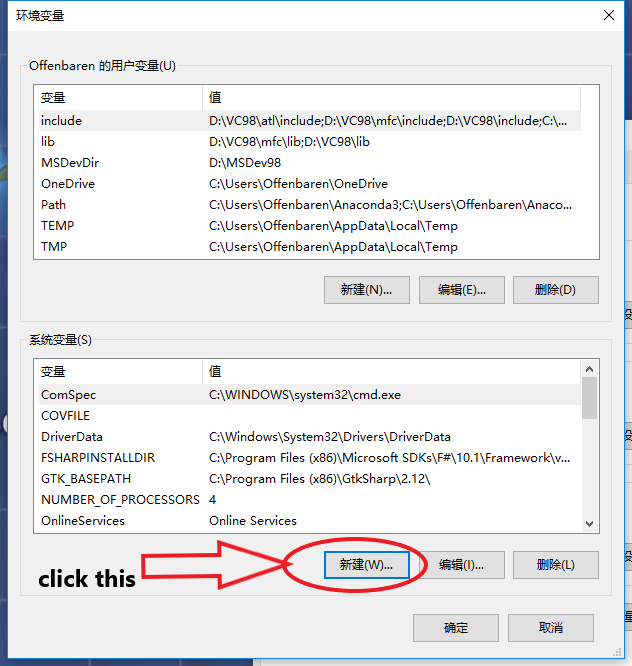 环境变量
Offenbaren 的用户变量(U)
变量 值
include D:\VC98\atl\include;D:\VC98\mfc\include;D:\VC98\include;C:\...
lib D:\VC98\mfc\lib;D:\VC98\lib
MSDevDir D:\MSDev98
OneDrive C:\Users\Offenbaren\OneDrive
Path C:\Users\Offenbaren\Anaconda3;C:\Users\Offenbaren\Anaco...
TEMP C:\Users\Offenbaren\AppData\Local\Temp
TMP C:\Users\Offenbaren\AppData\Local\Temp
新建(N)... 编辑(E)... 删除(D)
系统变量(S)
变量 值
ComSpec C:\WINDOWS\system32\cmd.exe
COVFILE
DriverData C:\Windows\System32\Drivers\DriverData
FSHARPINSTALLDIR C:\Program Files (x86)\Microsoft SDKs\F#\10.1\Framework\v...
GTK_BASEPATH C:\Program Files (x86)\GtkSharp\2.12\
NUMBER_OF_PROCESSORS 4
OnlineServices Online Services
新建(W)... 编辑(I)... 删除(L)
click this
确定 取消